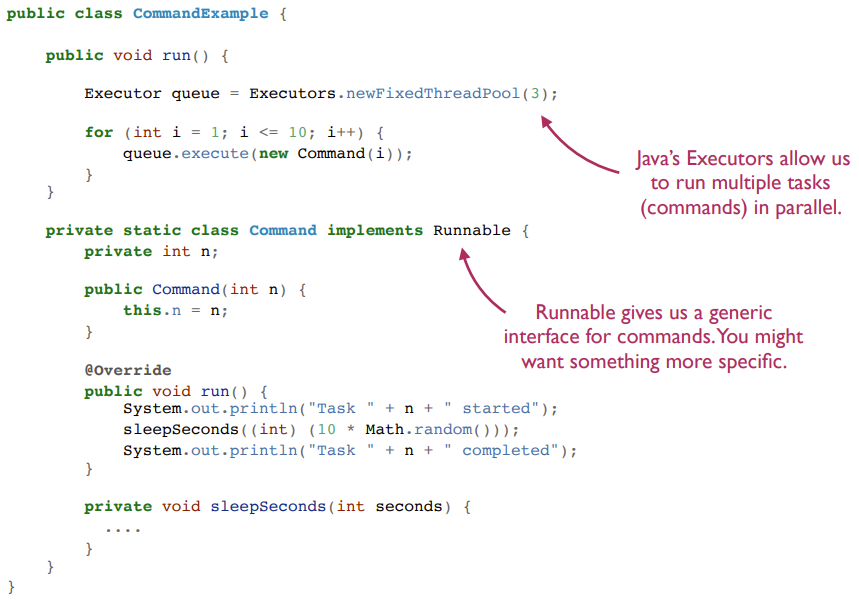 public class CommandExample {
public void run() {
Executor queue = Executors.newFixedThreadPool(3);
for (int i = 1; i <= 10; i++) {
queue.execute(new Command(i));
}
}
Java's Executors allow us
to run multiple tasks
(commands) in parallel.
private static class Command implements Runnable {
private int n;
public Command(int n) {
this.n = n;
}
Runnable gives us a generic
interface for commands. You might
want something more specific.
@Override
public void run() {
System.out.println("Task " + n + " started");
sleepSeconds((int) (10 * Math.random()));
System.out.println("Task " + n + " completed");
}
private void sleepSeconds(int seconds) {
....
}
}
}